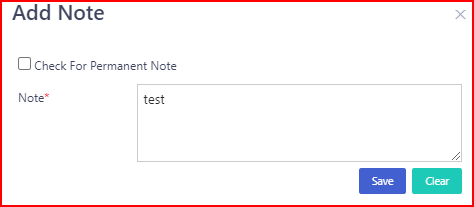 Add Note
Check For Permanent Note
Note*
test
Save
Clear